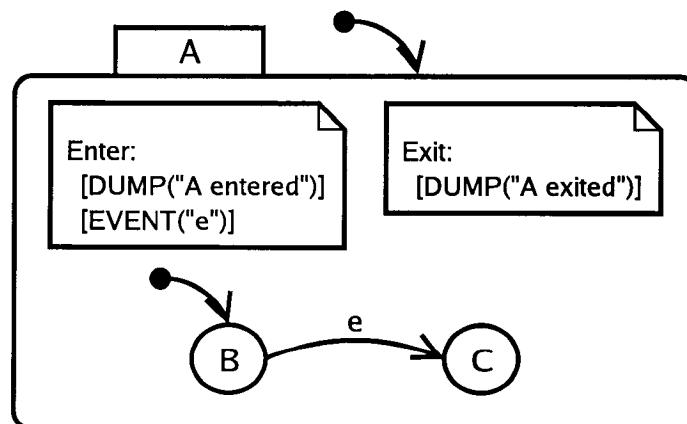 A
Enter:
[DUMP("A entered")]
[EVENT("e")]
Exit:
[DUMP("A exited")]
e
B
C